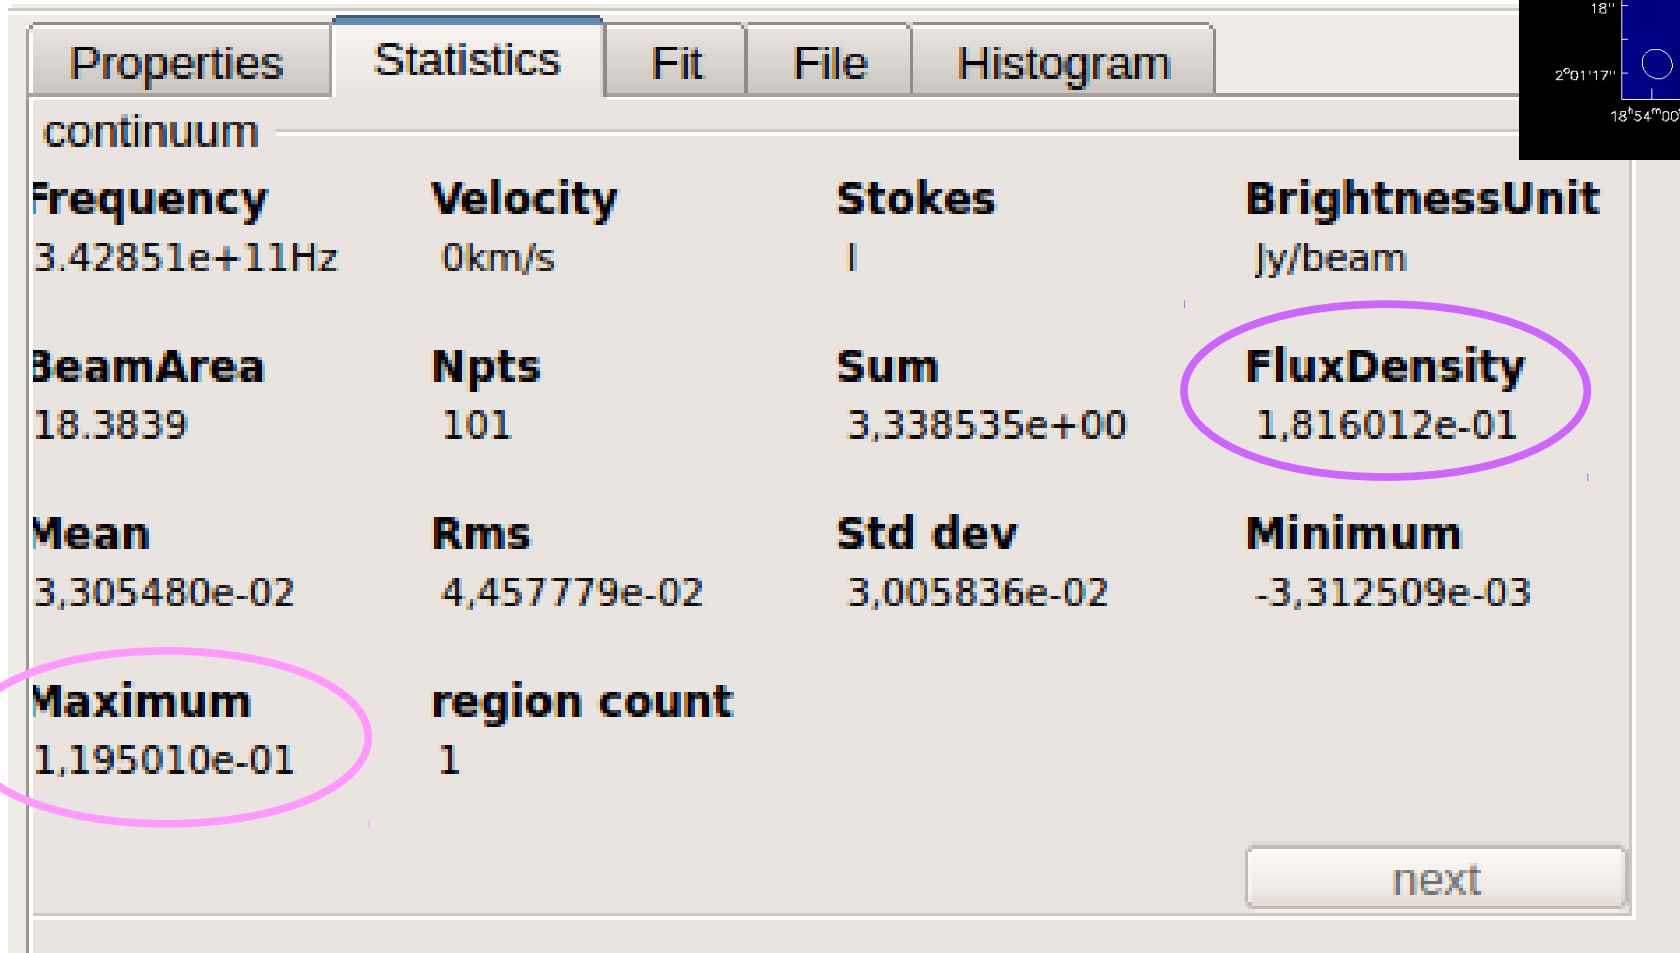 Properties Statistics Fit File Histogram
18"
2°01'17"
18ʰ54ᵐ00
continuum
Frequency Velocity Stokes BrightnessUnit
3.42851e+11Hz 0km/s I Jy/beam
BeamArea Npts Sum FluxDensity
18.3839 101 3,338535e+00 1,816012e-01
Mean Rms Std dev Minimum
3,305480e-02 4,457779e-02 3,005836e-02 -3,312509e-03
Maximum region count
1,195010e-01 1
next